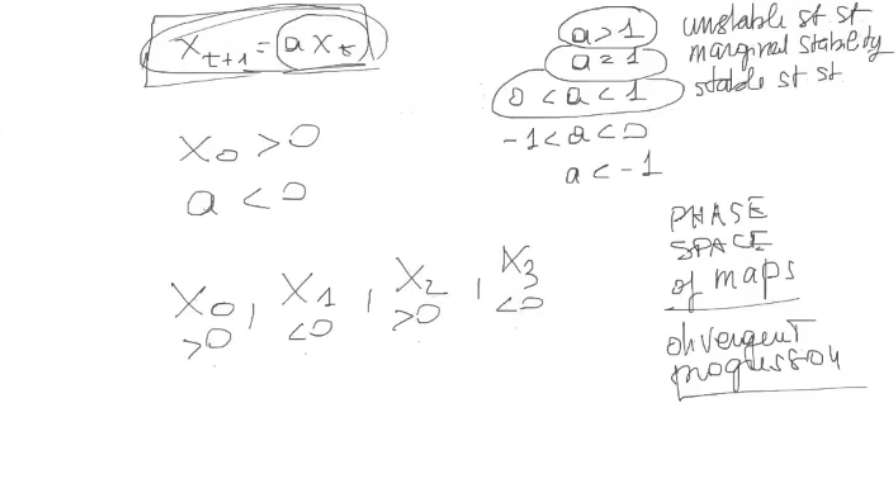 x_{t+1} = a x_t
x_0 > 0
a < 0
x_0, x_1, x_2, x_3
>0 <0 >0 <0
a > 1 unstable st st
a = 1 marginal stability
0 < a < 1 stable st st
-1 < a < 0
a < -1
PHASE
SPACE
of maps
divergent
progression